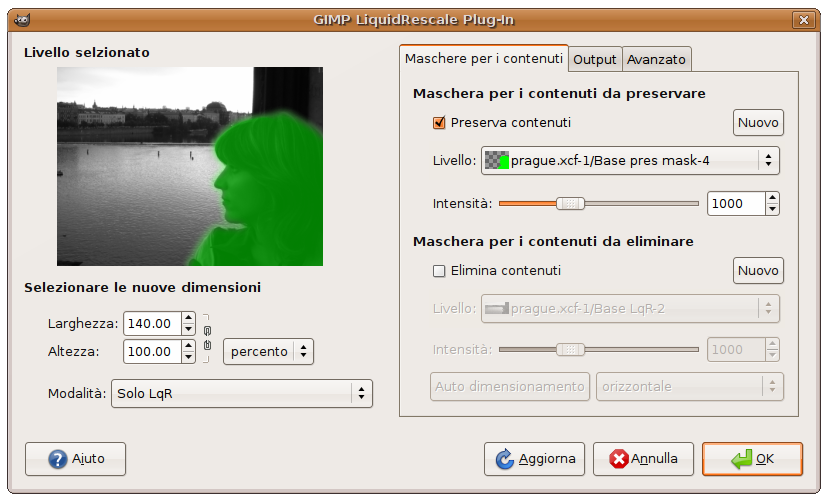 GIMP LiquidRescale Plug-In
Livello selzionato
Selezionare le nuove dimensioni
Larghezza: 140.00
Altezza: 100.00 percento
Modalità: Solo LqR
Maschere per i contenuti Output Avanzato
Maschera per i contenuti da preservare
Preserva contenuti Nuovo
Livello: prague.xcf-1/Base pres mask-4
Intensità: 1000
Maschera per i contenuti da eliminare
Elimina contenuti Nuovo
Livello: prague.xcf-1/Base LqR-2
Intensità: 1000
Auto dimensionamento orizzontale
Aiuto Aggiorna Annulla OK